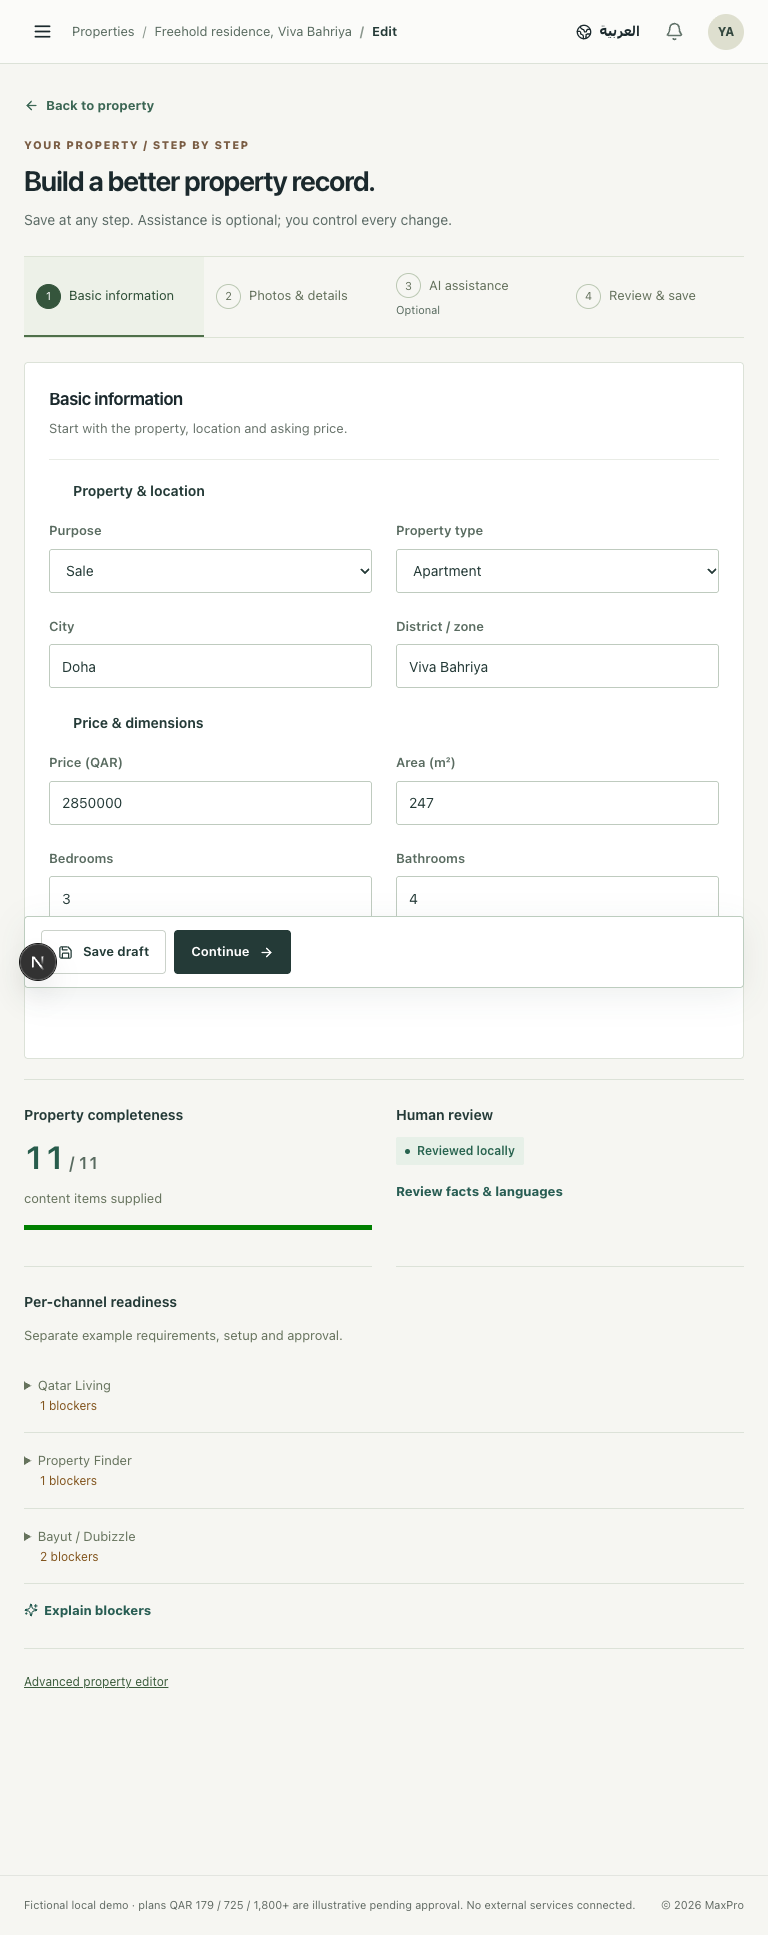 Properties / Freehold residence, Viva Bahriya / Edit
العربية
YA
Back to property
YOUR PROPERTY / STEP BY STEP
Build a better property record.
Save at any step. Assistance is optional; you control every change.
1 Basic information
2 Photos & details
3 AI assistance
Optional
4 Review & save
Basic information
Start with the property, location and asking price.
Property & location
Purpose
Sale
Property type
Apartment
City
Doha
District / zone
Viva Bahriya
Price & dimensions
Price (QAR)
2850000
Area (m²)
247
Bedrooms
3
Bathrooms
4
N
Save draft
Continue
Property completeness
11 / 11
content items supplied
Human review
Reviewed locally
Review facts & languages
Per-channel readiness
Separate example requirements, setup and approval.
Qatar Living
1 blockers
Property Finder
1 blockers
Bayut / Dubizzle
2 blockers
Explain blockers
Advanced property editor
Fictional local demo · plans QAR 179 / 725 / 1,800+ are illustrative pending approval. No external services connected.
© 2026 MaxPro